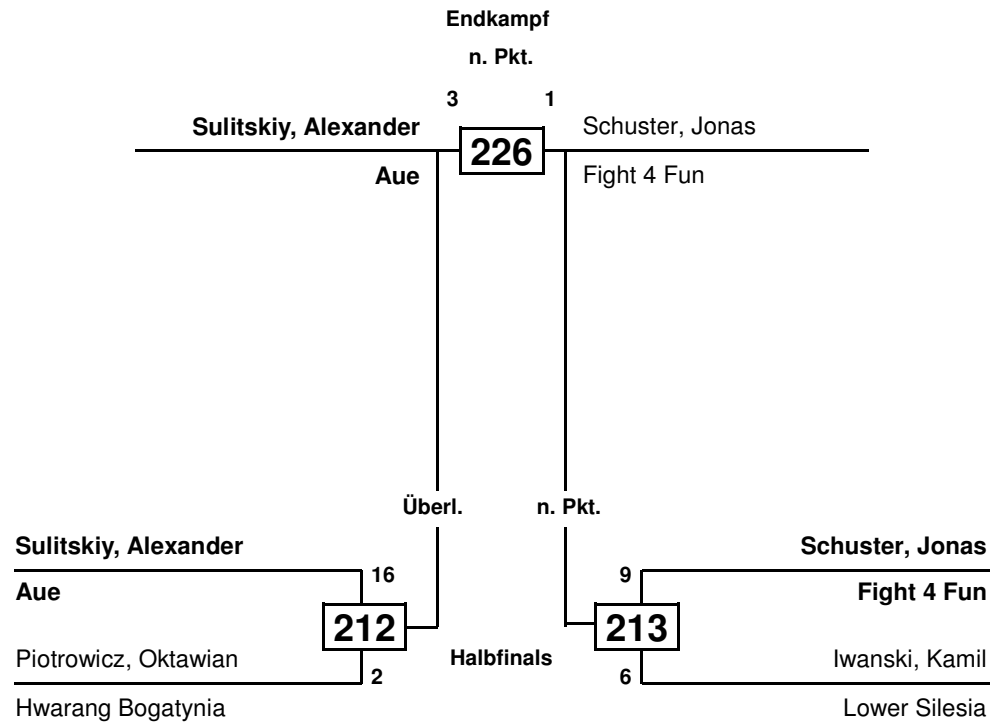 Endkampf
n. Pkt.
3 1
Sulitskiy, Alexander 226 Schuster, Jonas
Aue Fight 4 Fun
Überl. n. Pkt.
Sulitskiy, Alexander Schuster, Jonas
16 9
Aue Fight 4 Fun
212 213
Piotrowicz, Oktawian Halbfinals Iwanski, Kamil
2 6
Hwarang Bogatynia Lower Silesia